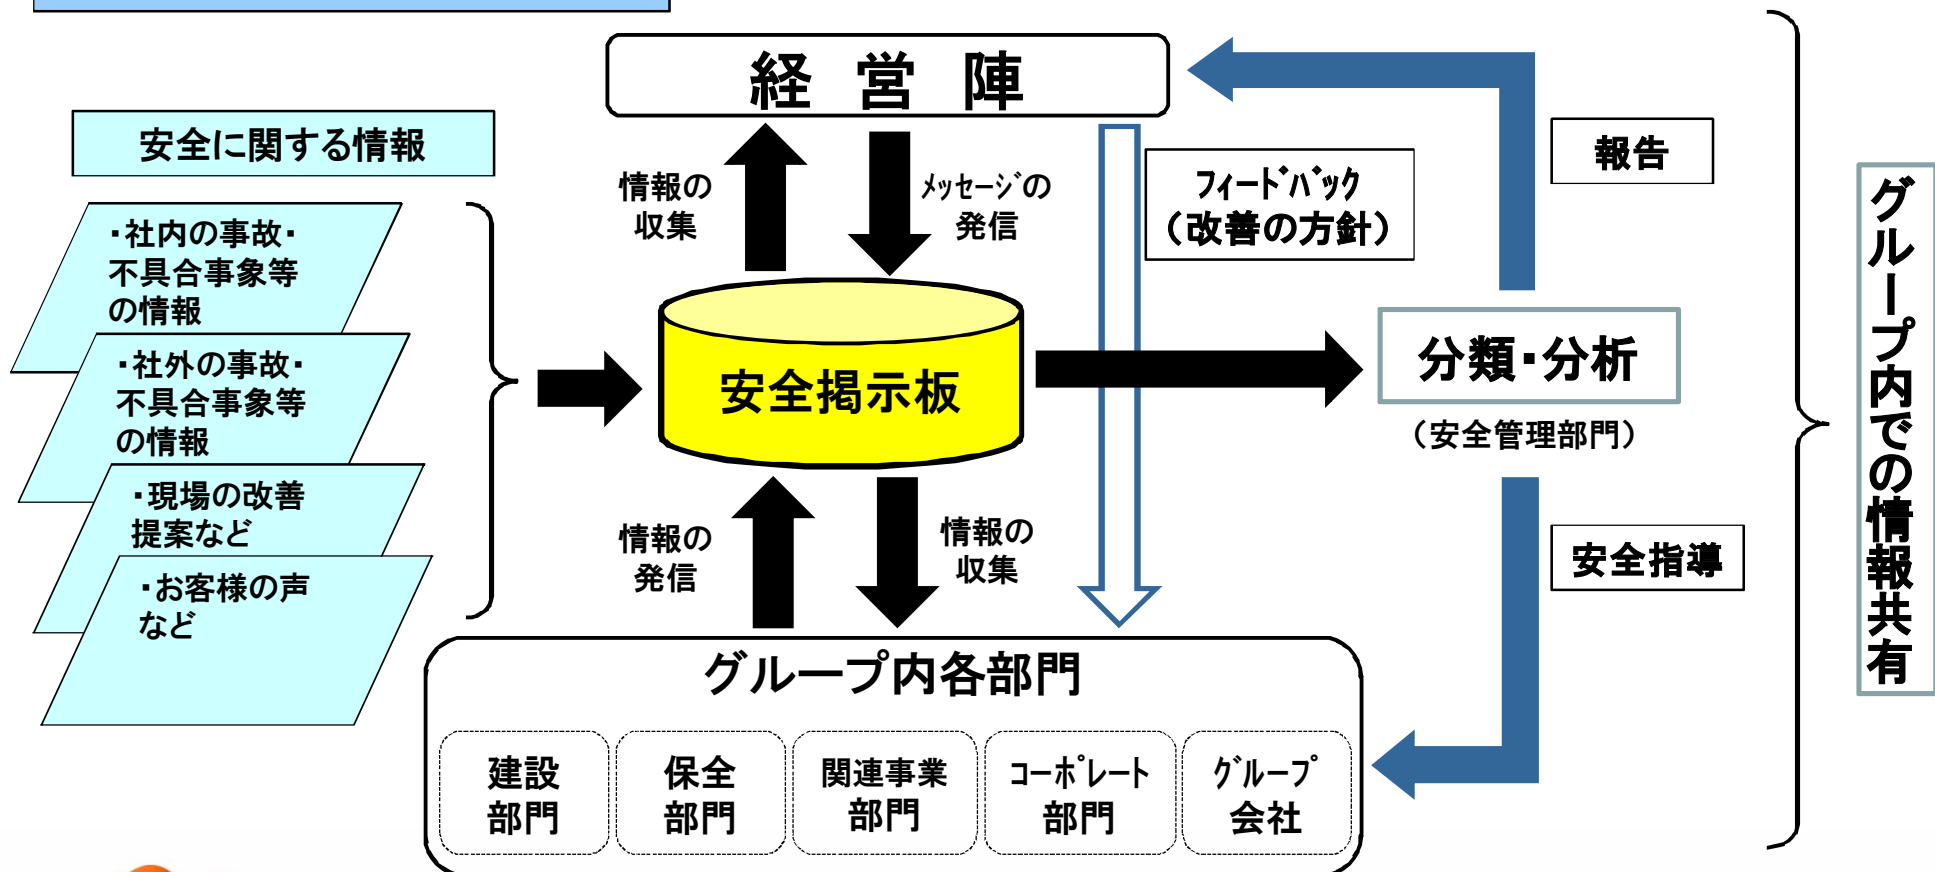 経営陣
安全に関する情報
・社内の事故・
不具合事象等
の情報
・社外の事故・
不具合事象等
の情報
・現場の改善
提案など
・お客様の声
など
情報の
収集
ﾒｯｾｰｼﾞの
発信
ﾌｨｰﾄﾞﾊﾞｯｸ
（改善の方針）
報告
安全掲示板
分類・分析
（安全管理部門）
情報の
発信
情報の
収集
安全指導
グループ内各部門
建設
部門
保全
部門
関連事業
部門
ｺｰﾎﾟﾚｰﾄ
部門
ｸﾞﾙｰﾌﾟ
会社
グループ内での情報共有